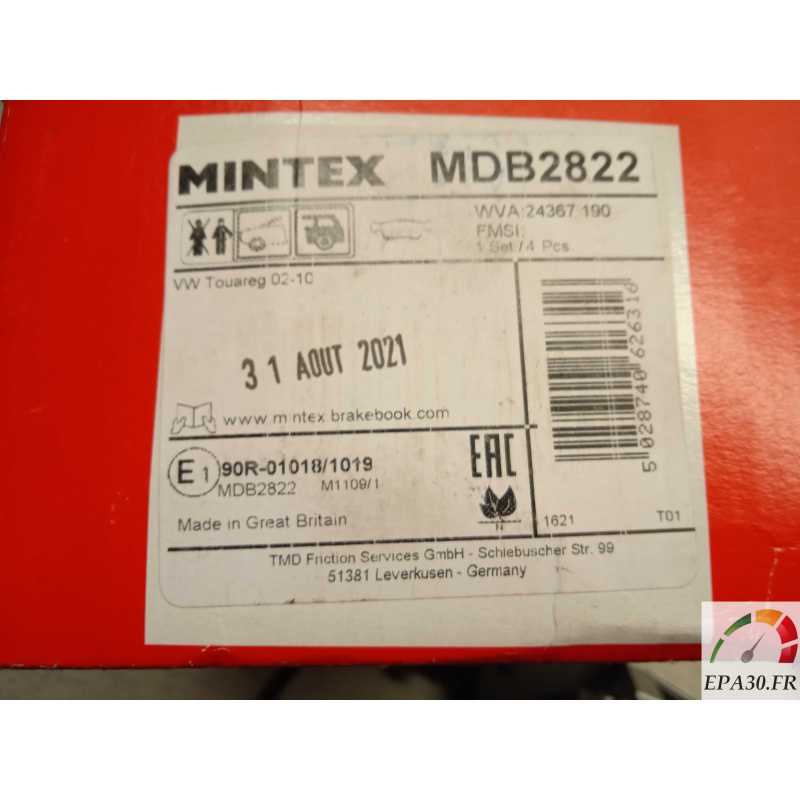 MINTEX MDB2822
WVA:24367 190
FMSI:
1 Set / 4 Pcs
VW Touareg 02-10
31 AOUT 2021
www.mintex brakebook.com
E1 90R-01018/1019
MDB2822 M1109/1
EAC
N
Made in Great Britain
5 028740 626316
1621 T01
TMD Friction Services GmbH - Schlebuscher Str. 99
51381 Leverkusen - Germany
EPA30.FR